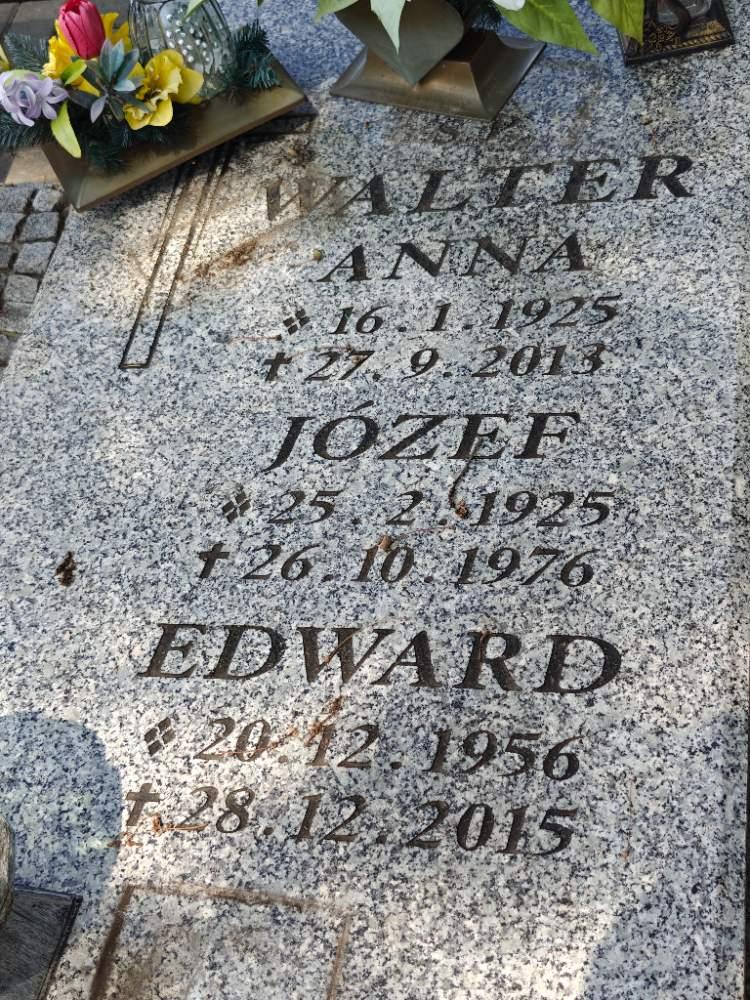 WALTER
ANNA
❖ 16.1.1925
✝ 27.9.2013
JÓZEF
❖ 25.2.1925
✝ 26.10.1976
EDWARD
❖ 20.12.1956
✝ 28.12.2015